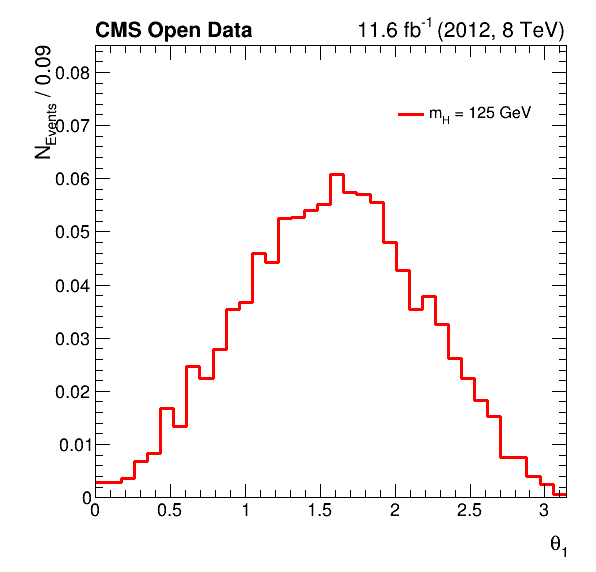 CMS Open Data 11.6 fb⁻¹ (2012, 8 TeV)
N_Events / 0.09
m_H = 125 GeV
0.08
0.07
0.06
0.05
0.04
0.03
0.02
0.01
0
0 0.5 1 1.5 2 2.5 3
θ₁